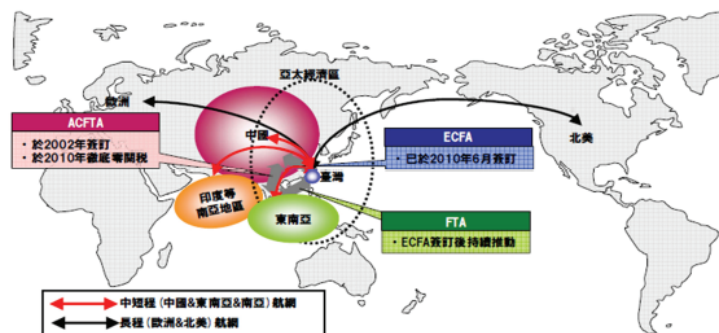 亞太經濟區
歐洲
ACFTA
・於2002年簽訂
・於2010年徹底零關稅
中國
ECFA
・已於2010年6月簽訂
北美
臺灣
印度等
南亞地區
東南亞
FTA
・ECFA簽訂後持續推動
中短程(中國&東南亞&南亞)航網
長程(歐洲&北美)航網